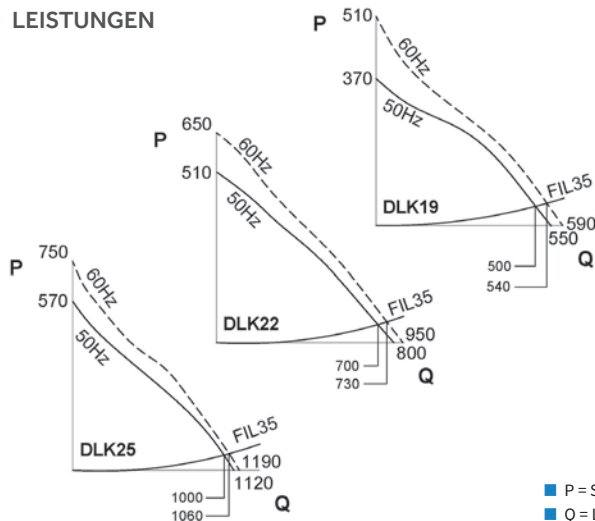 LEISTUNGEN
P
510
60Hz
370
50Hz
DLK19
FIL35
590
550
500
540
Q
P
650
60Hz
510
50Hz
DLK22
FIL35
950
800
700
730
Q
750
P
60Hz
570
50Hz
DLK25
FIL35
1190
1120
1000
1060
Q
P = S
Q = L